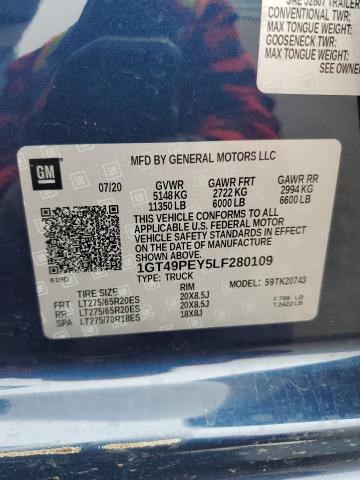 SAE J2807 TRAILER
CONVENTIONAL TWR:
MAX TONGUE WEIGHT:
GOOSENECK TWR:
MAX TONGUE WEIGHT:
SEE OWNER
GM
MFD BY GENERAL MOTORS LLC
07/20 GVWR GAWR FRT GAWR RR
5148 KG 2722 KG 2994 KG
11350 LB 6000 LB 6600 LB
THIS VEHICLE CONFORMS TO ALL APPLICABLE
U.S. FEDERAL MOTOR VEHICLE SAFETY
STANDARDS IN EFFECT ON THE DATE OF
MANUFACTURE SHOWN ABOVE.
1GT49PEY5LF280109
TYPE: TRUCK MODEL: 59TK20743
TIRE SIZE RIM
FRT LT275/65R20ES 20X8.5J F 789 LB
RR LT275/65R20ES 20X8.5J T 2422 LB
SPA LT275/70R18ES 18X8J